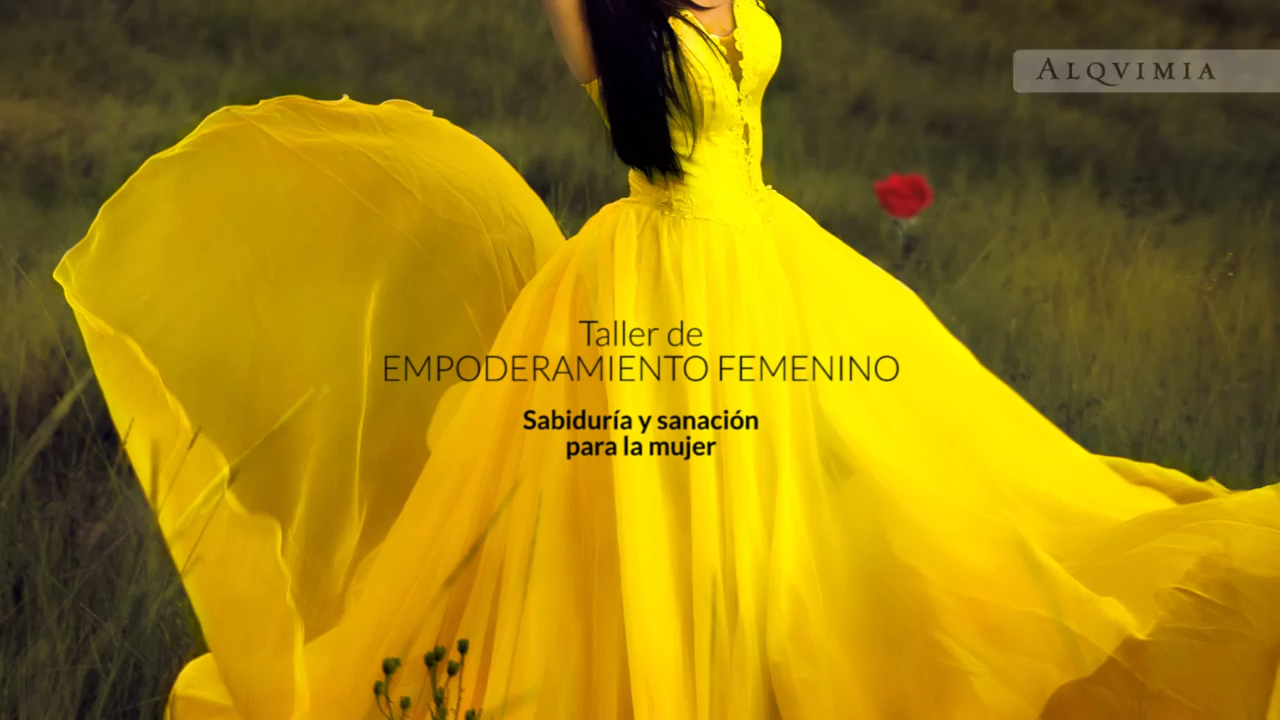 ALQVIMIA
Taller de
EMPODERAMIENTO FEMENINO
Sabiduría y sanación
para la mujer